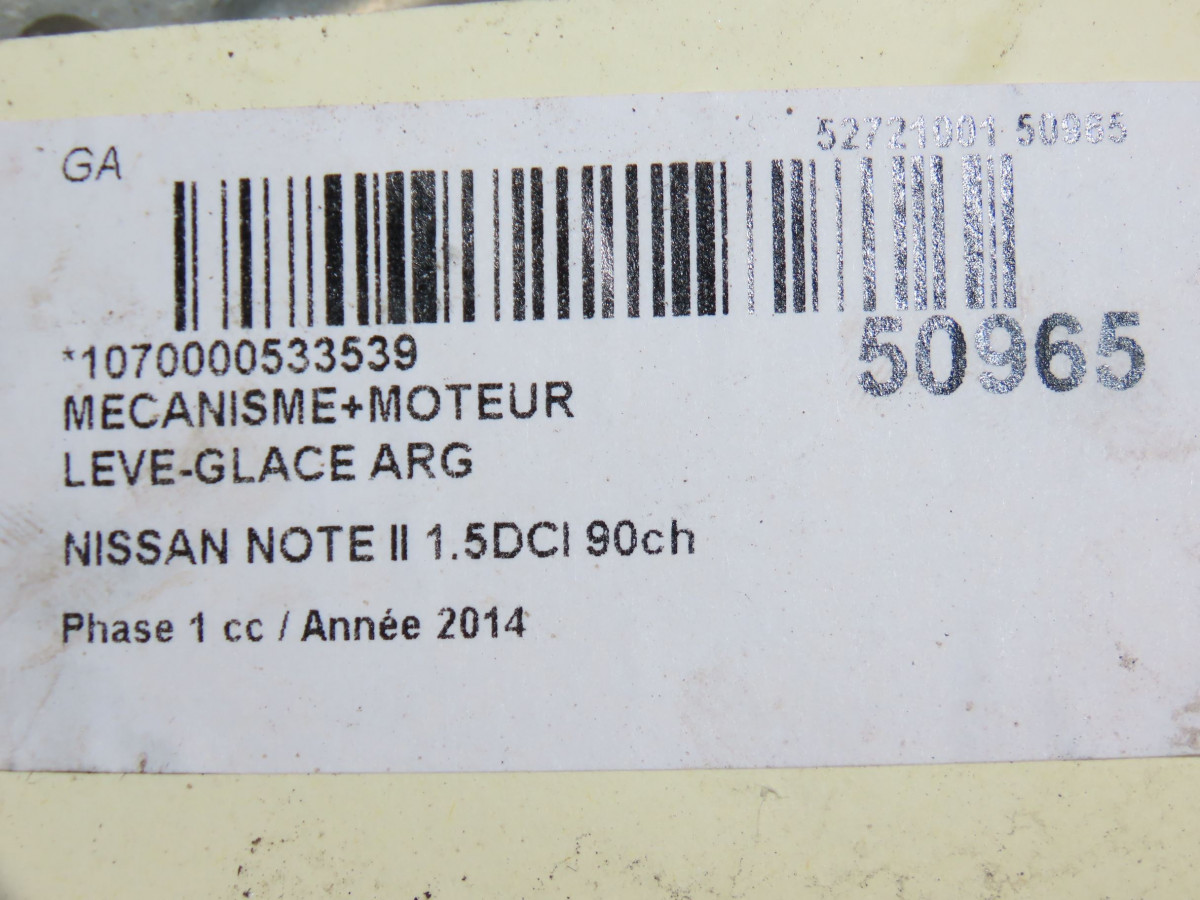 52721001 50965
GA
*1070000533539
50965
MECANISME+MOTEUR
LEVE-GLACE ARG
NISSAN NOTE II 1.5DCI 90ch
Phase 1 cc / Année 2014